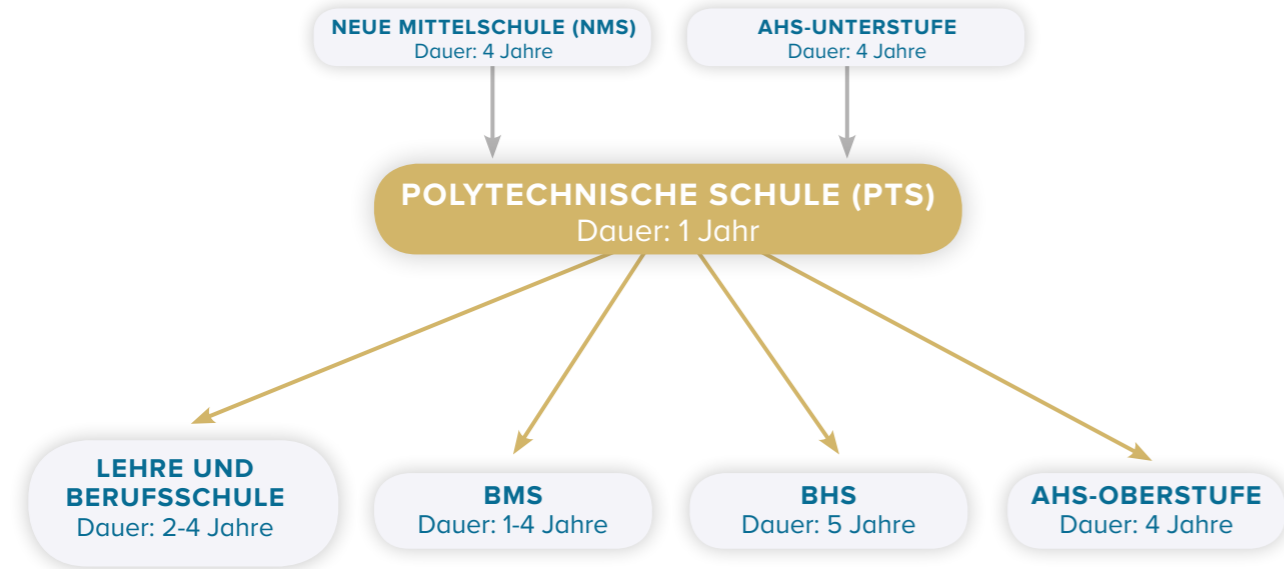 NEUE MITTELSCHULE (NMS)
Dauer: 4 Jahre
AHS-UNTERSTUFE
Dauer: 4 Jahre
POLYTECHNISCHE SCHULE (PTS)
Dauer: 1 Jahr
LEHRE UND
BERUFSSCHULE
Dauer: 2-4 Jahre
BMS
Dauer: 1-4 Jahre
BHS
Dauer: 5 Jahre
AHS-OBERSTUFE
Dauer: 4 Jahre